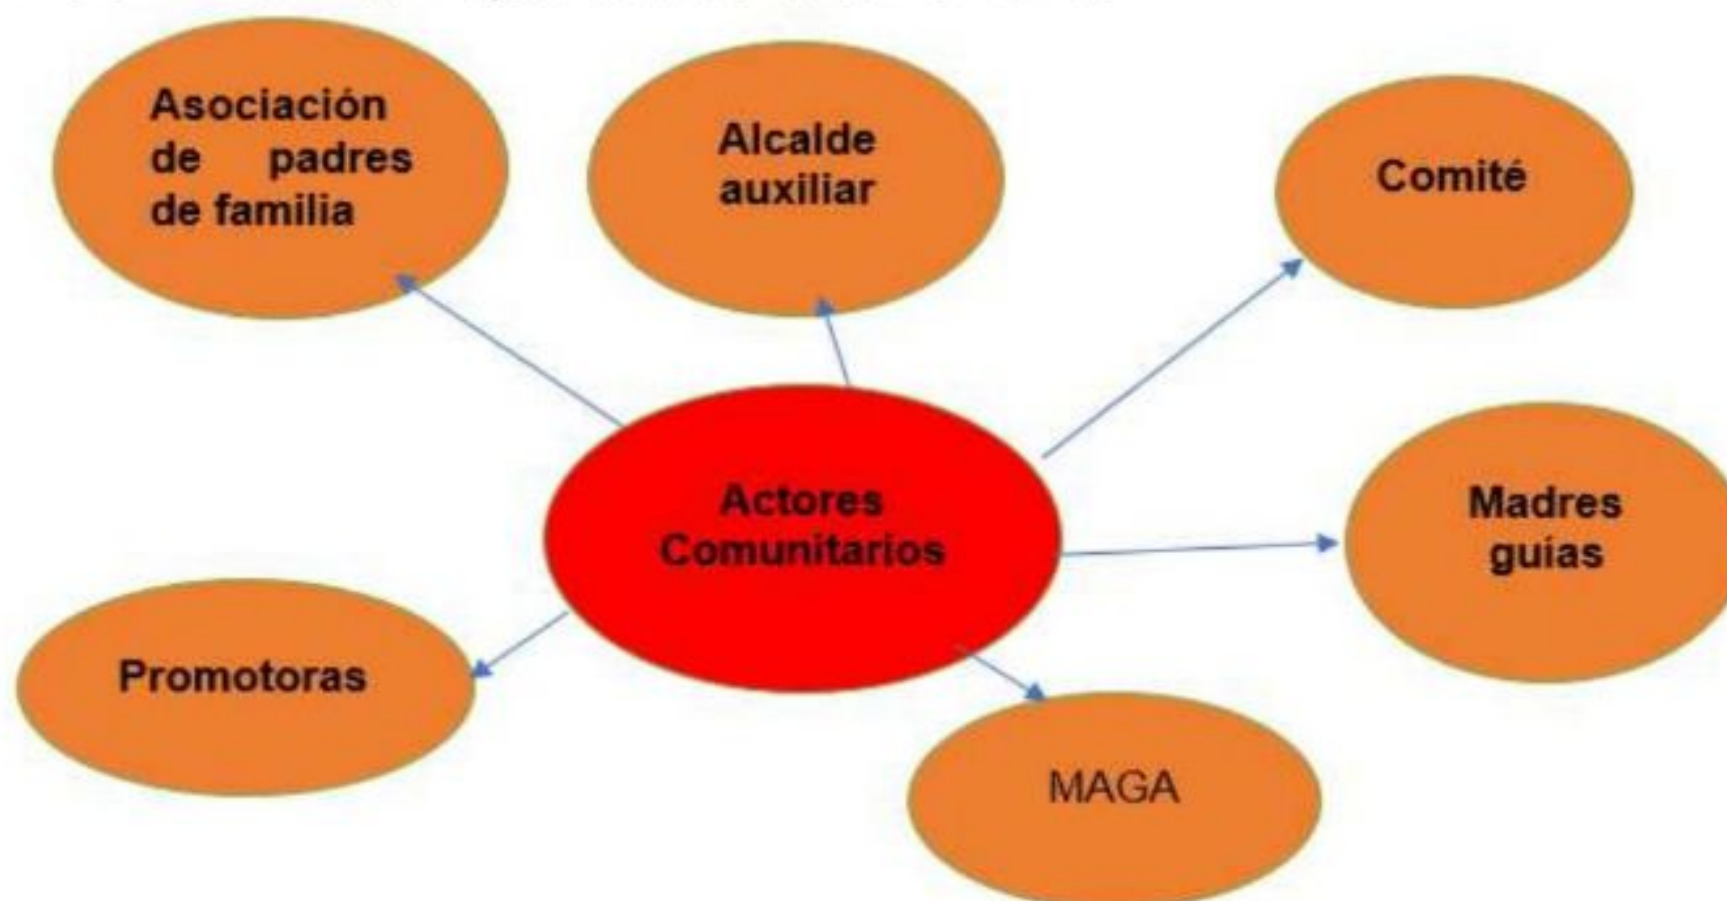 Asociación
de padres
de familia
Alcalde
auxiliar
Comité
Actores
Comunitarios
Madres
guías
Promotoras
MAGA